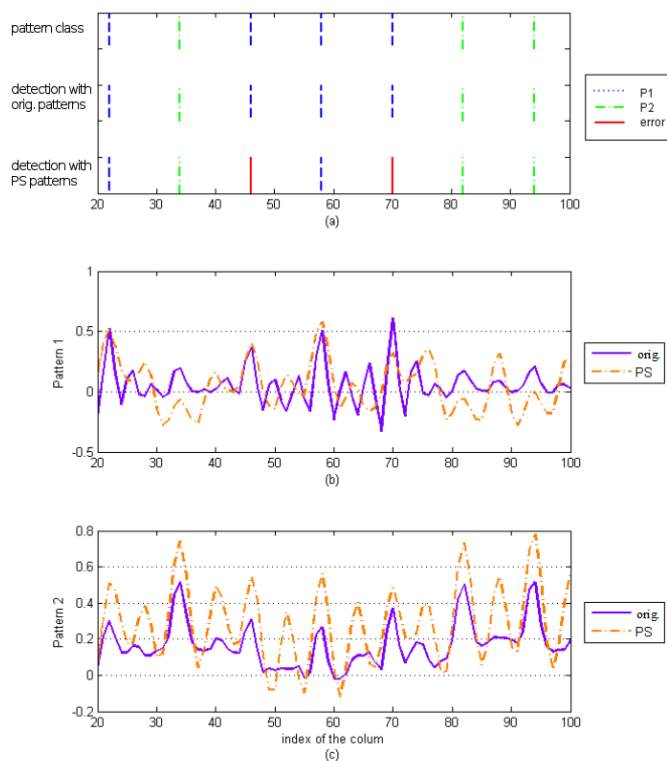 pattern class
detection with
orig. patterns
detection with
PS patterns
P1
P2
error
20 30 40 50 60 70 80 90 100
(a)
1
0.5
0
-0.5
Pattern 1
orig.
PS
20 30 40 50 60 70 80 90 100
(b)
0.8
0.6
0.4
0.2
0
-0.2
Pattern 2
orig.
PS
20 30 40 50 60 70 80 90 100
index of the colum
(c)